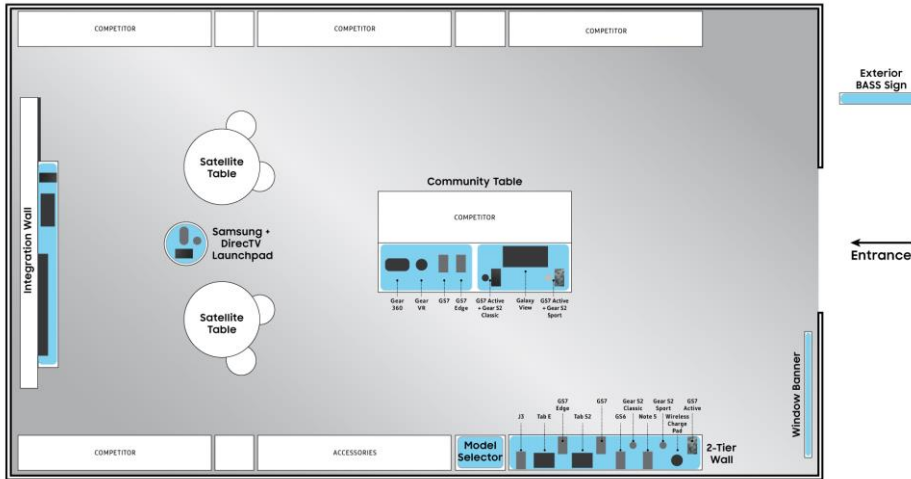 COMPETITOR
COMPETITOR
COMPETITOR
Exterior
BASS Sign
Satellite
Table
Community Table
COMPETITOR
Integration Wall
Samsung +
DirecTV
Launchpad
Entrance
Gear
360
Gear
VR
GS7
GS7
Edge
GS7 Active
+ Gear S2
Classic
Galaxy
View
GS7 Active
+ Gear S2
Sport
Satellite
Table
Window Banner
J3
Tab E
GS7
Edge
Tab S2
GS7
GS6
Gear S2
Classic
Note 5
Gear S2
Sport
Wireless
Charge
Pad
GS7
Active
COMPETITOR
ACCESSORIES
Model
Selector
2-Tier
Wall